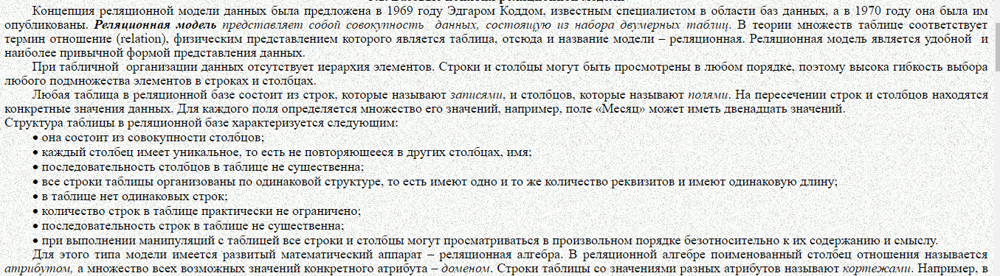 Концепция реляционной модели данных была предложена в 1969 году Эдгаром Коддом, известным специалистом в области баз данных, а в 1970 году она была им
опубликованы. Реляционная модель представляет собой совокупность данных, состоящую из набора двумерных таблиц. В теории множеств таблице соответствует
термин отношение (relation), физическим представлением которого является таблица, отсюда и название модели – реляционная. Реляционная модель является удобной и
наиболее привычной формой представления данных.
При табличной организации данных отсутствует иерархия элементов. Строки и столбцы могут быть просмотрены в любом порядке, поэтому высока гибкость выбора
любого подмножества элементов в строках и столбцах.
Любая таблица в реляционной базе состоит из строк, которые называют записями, и столбцов, которые называют полями. На пересечении строк и столбцов находятся
конкретные значения данных. Для каждого поля определяется множество его значений, например, поле «Месяц» может иметь двенадцать значений.
Структура таблицы в реляционной базе характеризуется следующим:
• она состоит из совокупности столбцов;
• каждый столбец имеет уникальное, то есть не повторяющееся в других столбцах, имя;
• последовательность столбцов в таблице не существенна;
• все строки таблицы организованы по одинаковой структуре, то есть имеют одно и то же количество реквизитов и имеют одинаковую длину;
• в таблице нет одинаковых строк;
• количество строк в таблице практически не ограничено;
• последовательность строк в таблице не существенна;
• при выполнении манипуляций с таблицей все строки и столбцы могут просматриваться в произвольном порядке безотносительно к их содержанию и смыслу.
Для этого типа модели имеется развитый математический аппарат – реляционная алгебра. В реляционной алгебре поименованный столбец отношения называется
атрибутом, а множество всех возможных значений конкретного атрибута – доменом. Строки таблицы со значениями разных атрибутов называют кортежами. Например, в